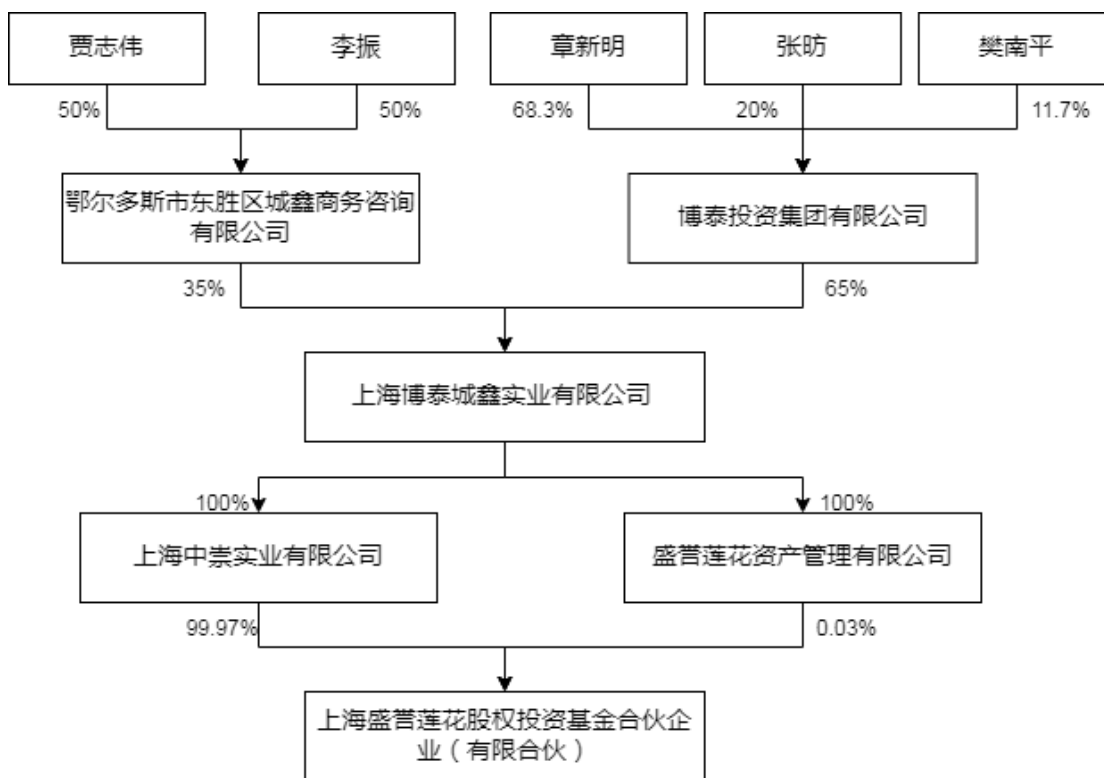 贾志伟
李振
章新明
张昉
樊南平
50%
50%
68.3%
20%
11.7%
鄂尔多斯市东胜区城鑫商务咨询
有限公司
博泰投资集团有限公司
35%
65%
上海博泰城鑫实业有限公司
100%
100%
上海中崇实业有限公司
盛誉莲花资产管理有限公司
99.97%
0.03%
上海盛誉莲花股权投资基金合伙企
业（有限合伙）